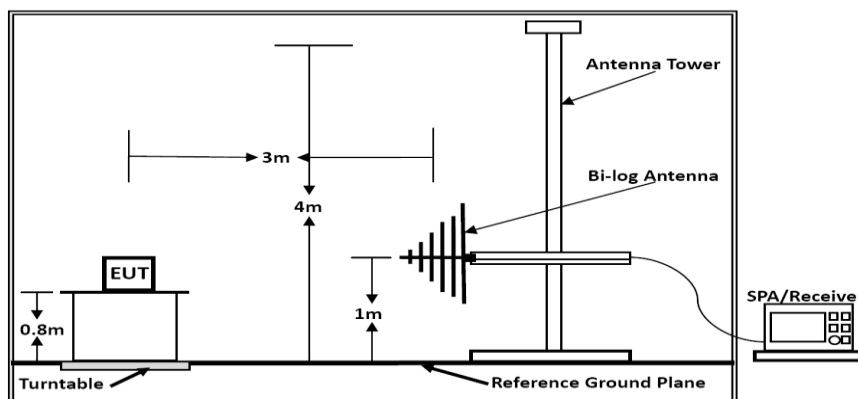 Antenna Tower
3m
Bi-log Antenna
4m
EUT
SPA/Receive
0.8m
1m
Turntable
Reference Ground Plane